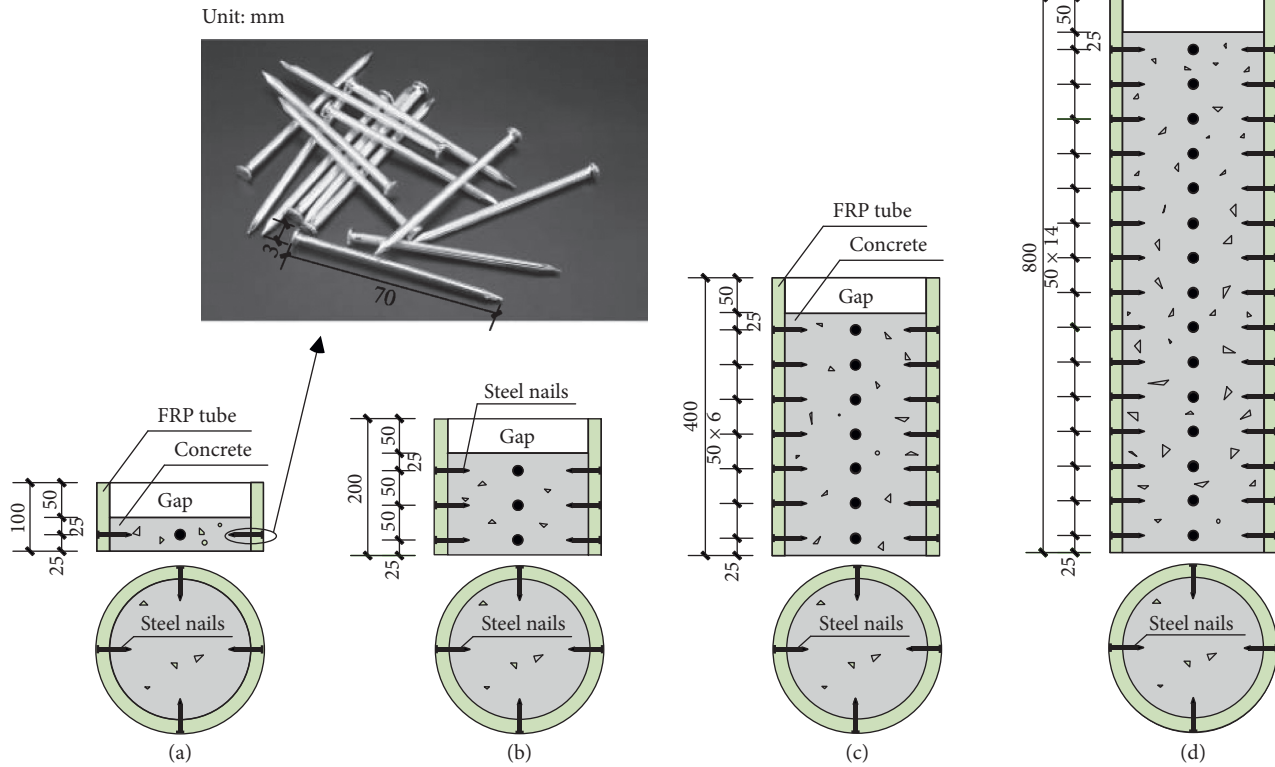 Unit: mm
3
70
FRP tube
Concrete
Gap
100
50
25
25
Steel nails
(a)
Steel nails
Gap
200
50
25
50
50
25
Steel nails
(b)
FRP tube
Concrete
Gap
400
50
25
50 × 6
25
Steel nails
(c)
50
25
800
50 × 14
25
Steel nails
(d)